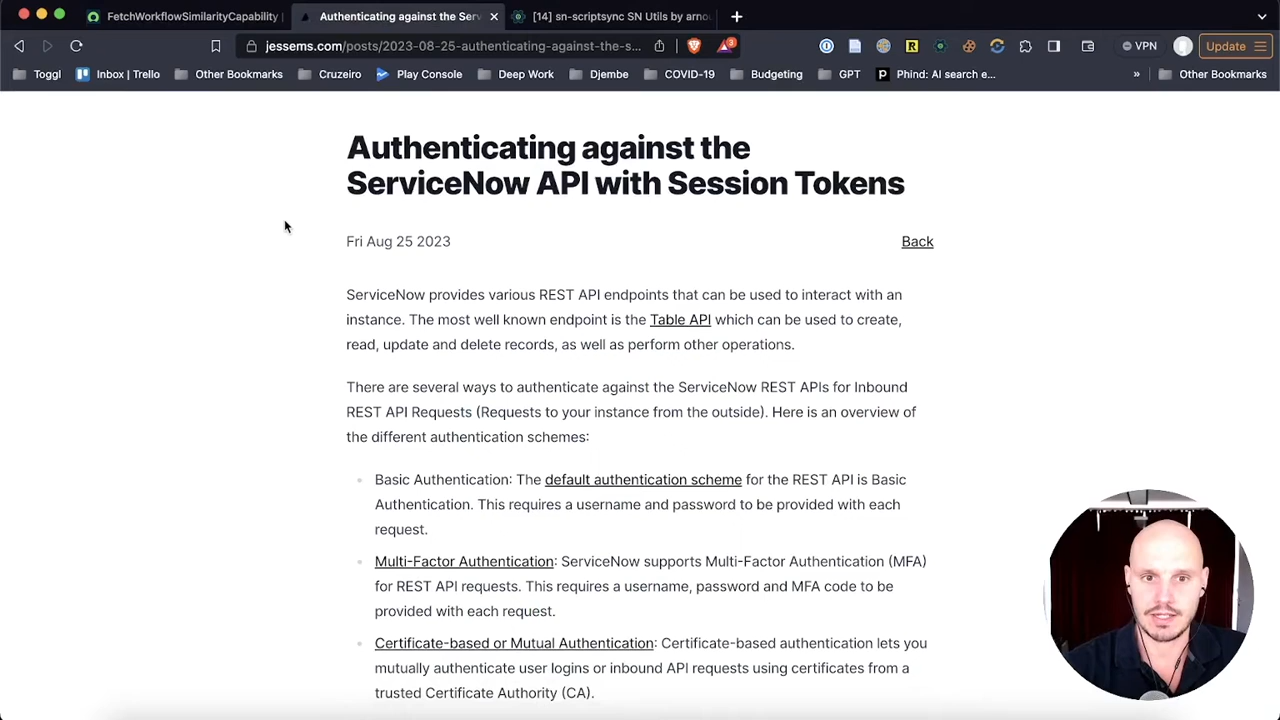 FetchWorkflowSimilarityCapability
Authenticating against the Serv
[14] sn-scriptsync SN Utils by arnou
jessems.com/posts/2023-08-25-authenticating-against-the-s...
3
R
VPN
Update
Toggl
Inbox | Trello
Other Bookmarks
Cruzeiro
Play Console
Deep Work
Djembe
COVID-19
Budgeting
GPT
Phind: AI search e...
»
Other Bookmarks
Authenticating against the
ServiceNow API with Session Tokens
Fri Aug 25 2023
Back
ServiceNow provides various REST API endpoints that can be used to interact with an
instance. The most well known endpoint is the Table API which can be used to create,
read, update and delete records, as well as perform other operations.
There are several ways to authenticate against the ServiceNow REST APIs for Inbound
REST API Requests (Requests to your instance from the outside). Here is an overview of
the different authentication schemes:
Basic Authentication: The default authentication scheme for the REST API is Basic
Authentication. This requires a username and password to be provided with each
request.
Multi-Factor Authentication: ServiceNow supports Multi-Factor Authentication (MFA)
for REST API requests. This requires a username, password and MFA code to be
provided with each request.
Certificate-based or Mutual Authentication: Certificate-based authentication lets you
mutually authenticate user logins or inbound API requests using certificates from a
trusted Certificate Authority (CA).